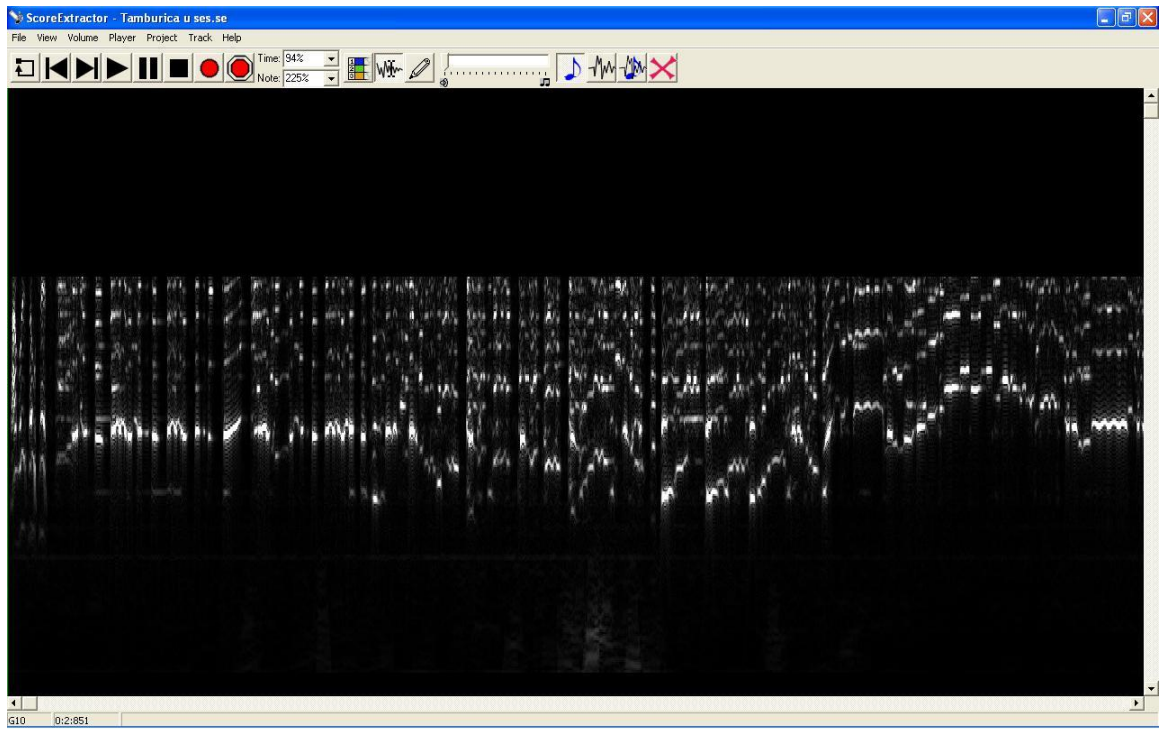 ScoreExtractor - Tamburica u ses.se
File View Volume Player Project Track Help
Time: 94%
Note: 225%
G10 0:2:851